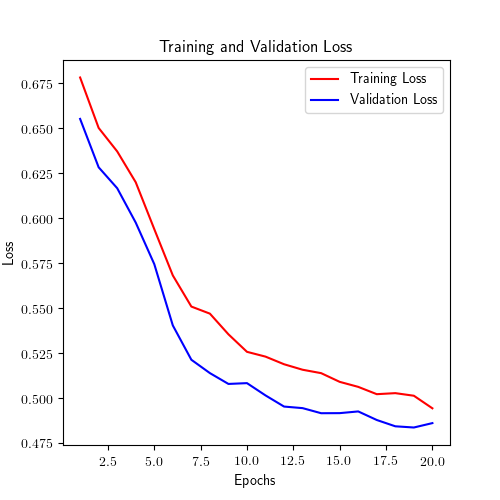 Training and Validation Loss
Training Loss
Validation Loss
0.675
0.650
0.625
0.600
0.575
0.550
0.525
0.500
0.475
Loss
2.5 5.0 7.5 10.0 12.5 15.0 17.5 20.0
Epochs